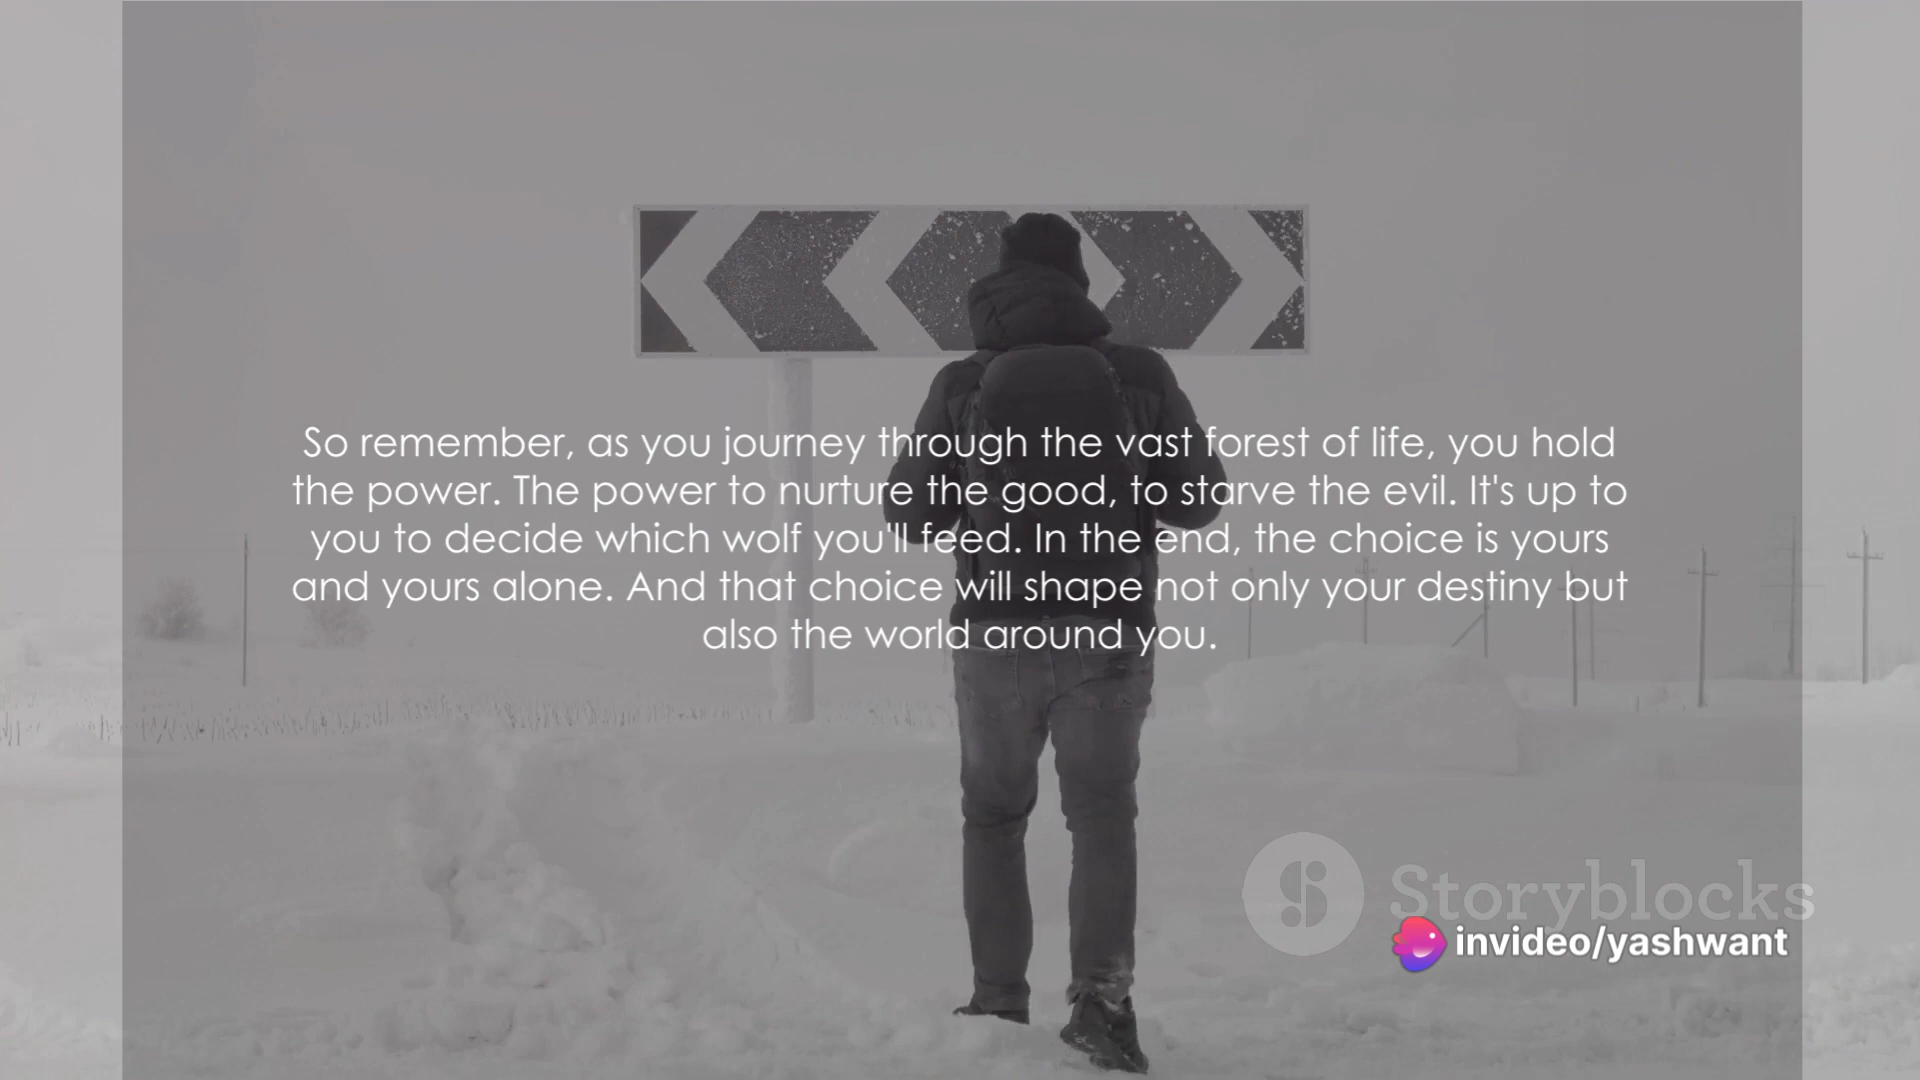 So remember, as you journey through the vast forest of life, you hold
the power. The power to nurture the good, to starve the evil. It's up to
you to decide which wolf you'll feed. In the end, the choice is yours
and yours alone. And that choice will shape not only your destiny but
also the world around you.
Storyblocks
invideo/yashwant